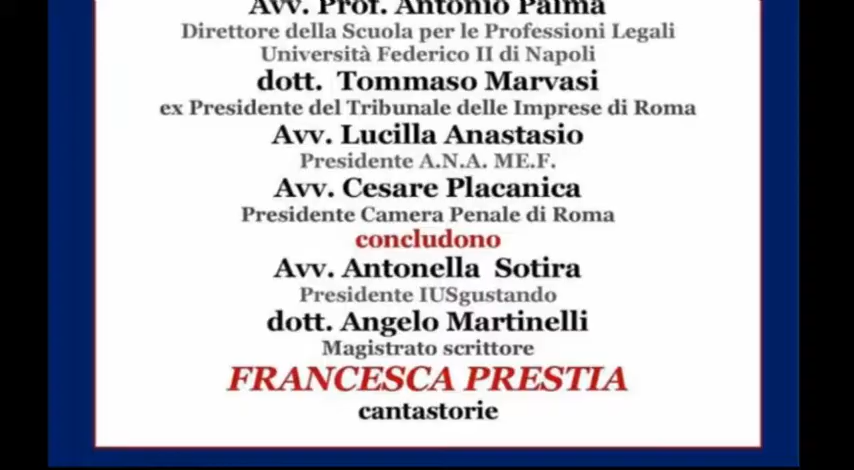 Avv. Prof. Antonio Palma
Direttore della Scuola per le Professioni Legali
Università Federico II di Napoli
dott. Tommaso Marvasi
ex Presidente del Tribunale delle Imprese di Roma
Avv. Lucilla Anastasio
Presidente A.N.A. ME.F.
Avv. Cesare Placanica
Presidente Camera Penale di Roma
concludono
Avv. Antonella Sotira
Presidente IUSgustando
dott. Angelo Martinelli
Magistrato scrittore
FRANCESCA PRESTIA
cantastorie